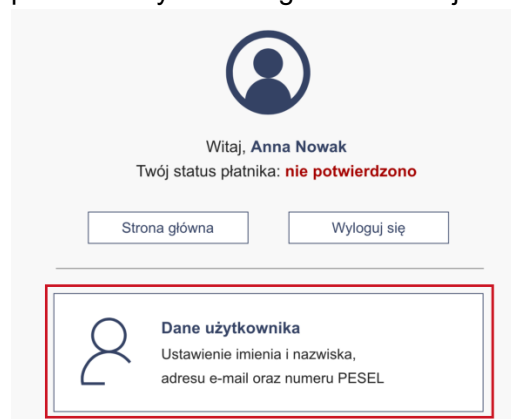 Witaj, Anna Nowak
Twój status płatnika: nie potwierdzono
Strona główna
Wyloguj się
Dane użytkownika
Ustawienie imienia i nazwiska,
adresu e-mail oraz numeru PESEL